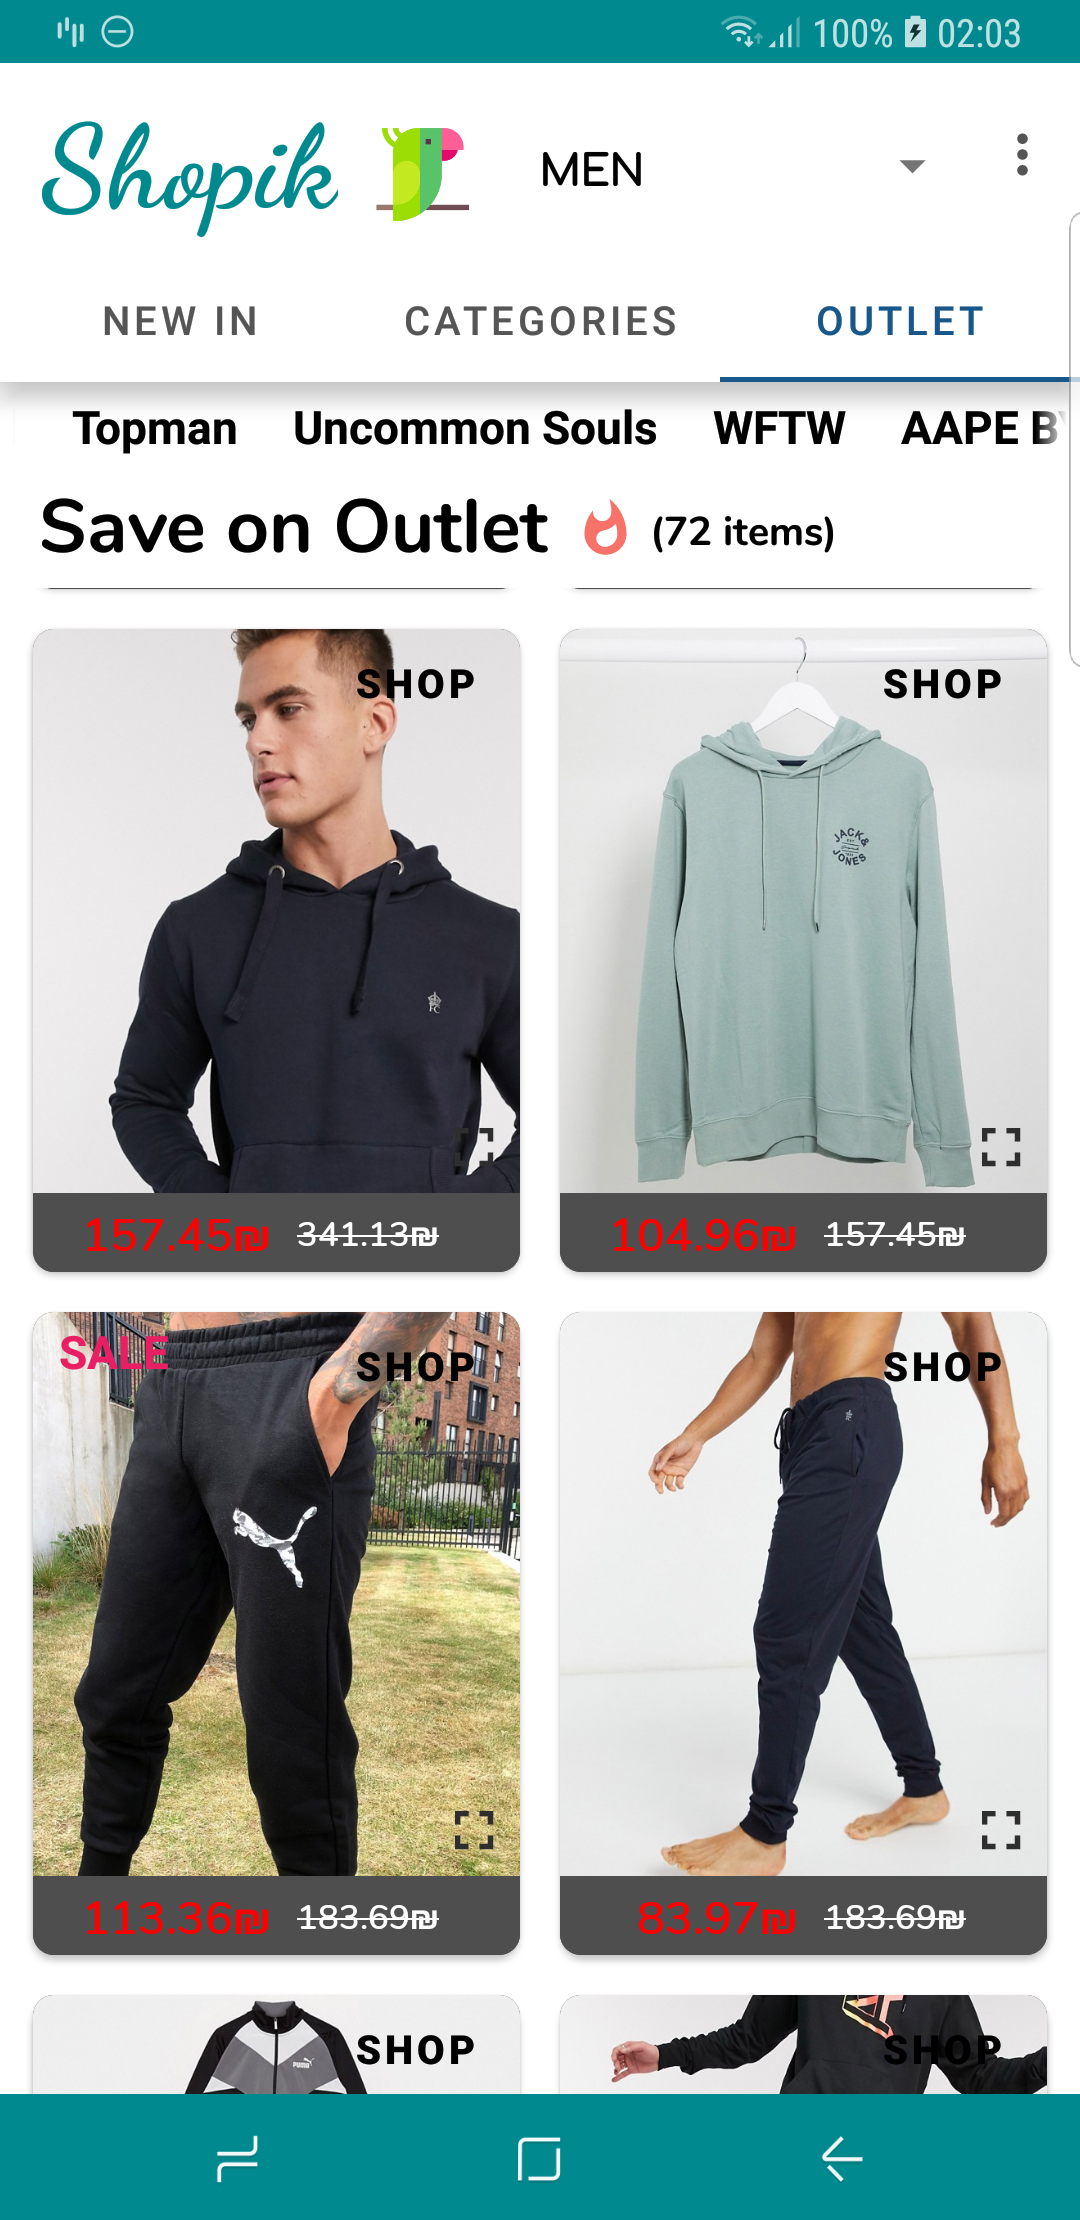 100% 02:03
Shopik MEN
NEW IN CATEGORIES OUTLET
Topman Uncommon Souls WFTW AAPE B
Save on Outlet (72 items)
SHOP SHOP
JACK&
JONES
FC
157.45₪ 341.13₪ 104.96₪ 157.45₪
SALE SHOP SHOP
113.36₪ 183.69₪ 83.97₪ 183.69₪
SHOP SHOP
PUMA